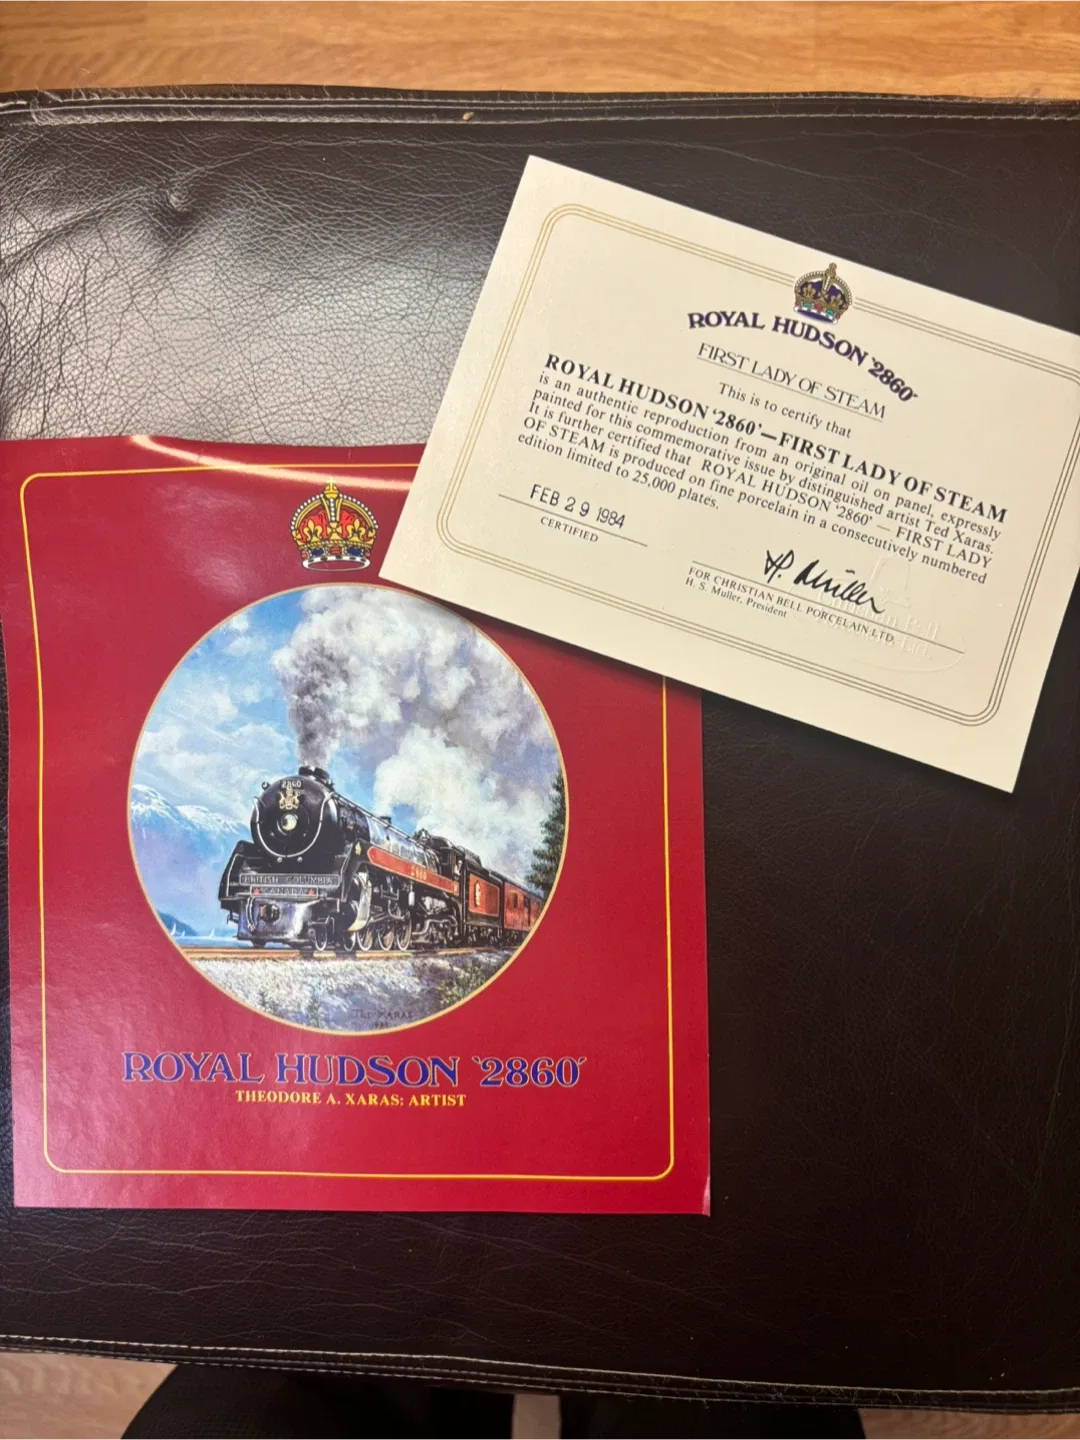 ROYAL HUDSON '2860'
FIRST LADY OF STEAM
This is to certify that
ROYAL HUDSON '2860'—FIRST LADY OF STEAM
is an authentic reproduction from an original oil on panel, expressly
painted for this commemorative issue by distinguished artist Ted Xaras.
It is further certified that ROYAL HUDSON '2860' — FIRST LADY
OF STEAM is produced on fine porcelain in a consecutively numbered
edition limited to 25,000 plates.
FEB 29 1984
CERTIFIED
H. Muller
FOR CHRISTIAN BELL PORCELAIN LTD.
H. S. Muller, President
2860
BRITISH COLUMBIA
CANADA
2860
TED XARAS
ROYAL HUDSON '2860'
THEODORE A. XARAS: ARTIST